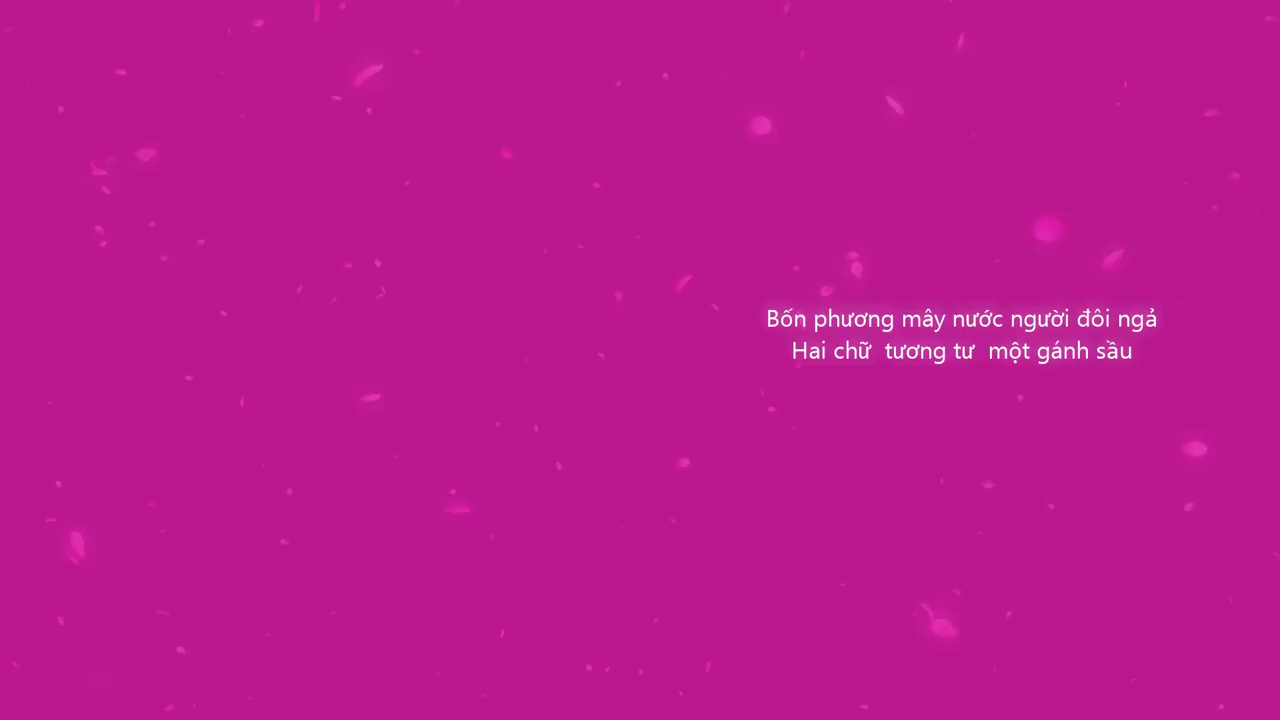 Bốn phương mây nước người đôi ngả
Hai chữ  tương tư  một gánh sầu